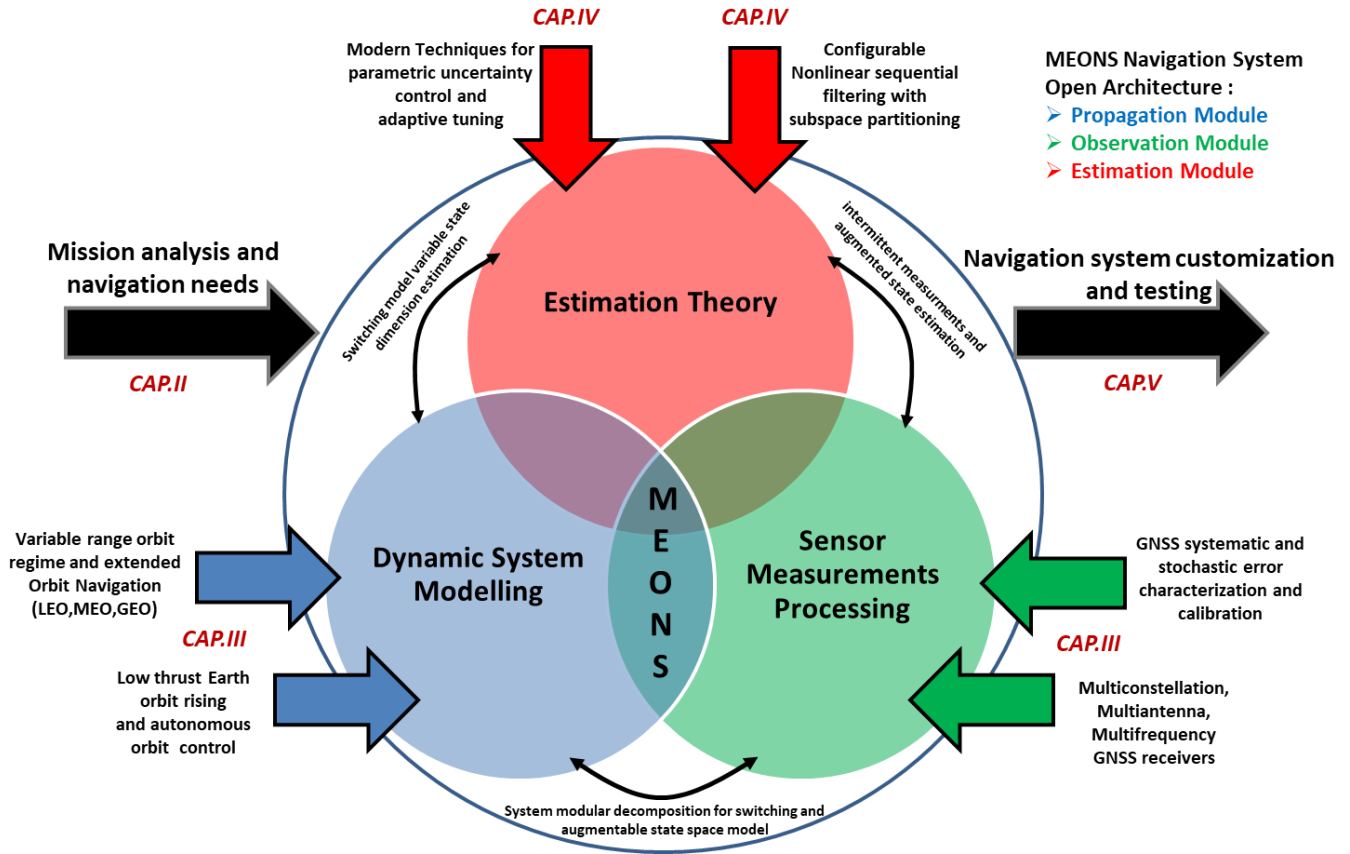 CAP.IV
Modern Techniques for
parametric uncertainty
control and
adaptive tuning
CAP.IV
Configurable
Nonlinear sequential
filtering with
subspace partitioning
MEONS Navigation System
Open Architecture :
Propagation Module
Observation Module
Estimation Module
Mission analysis and
navigation needs
CAP.II
Switching model variable state
dimension estimation
Estimation Theory
intermittent measurments and
augmented state estimation
Navigation system customization
and testing
CAP.V
Variable range orbit
regime and extended
Orbit Navigation
(LEO,MEO,GEO)
CAP.III
Low thrust Earth
orbit rising
and autonomous
orbit control
Dynamic System
Modelling
M
E
O
N
S
Sensor
Measurements
Processing
GNSS systematic and
stochastic error
characterization and
calibration
CAP.III
Multiconstellation,
Multiantenna,
Multifrequency
GNSS receivers
System modular decomposition for switching and
augmentable state space model